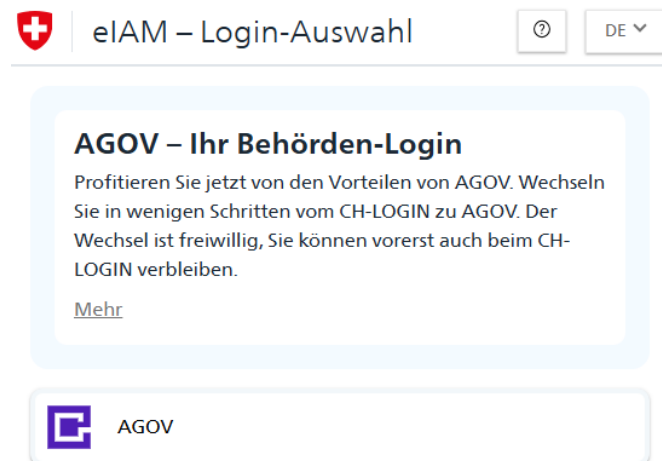 eIAM – Login-Auswahl
DE
AGOV – Ihr Behörden-Login
Profitieren Sie jetzt von den Vorteilen von AGOV. Wechseln
Sie in wenigen Schritten vom CH-LOGIN zu AGOV. Der
Wechsel ist freiwillig, Sie können vorerst auch beim CH-
LOGIN verbleiben.
Mehr
AGOV